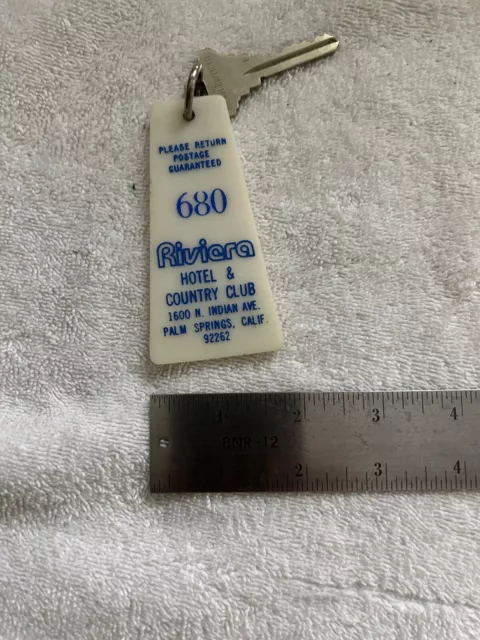 PLEASE RETURN
POSTAGE
GUARANTEED
680
Riviera
HOTEL &
COUNTRY CLUB
1600 N. INDIAN AVE.
PALM SPRINGS, CALIF.
92262
1 2 3 4
2 3 4